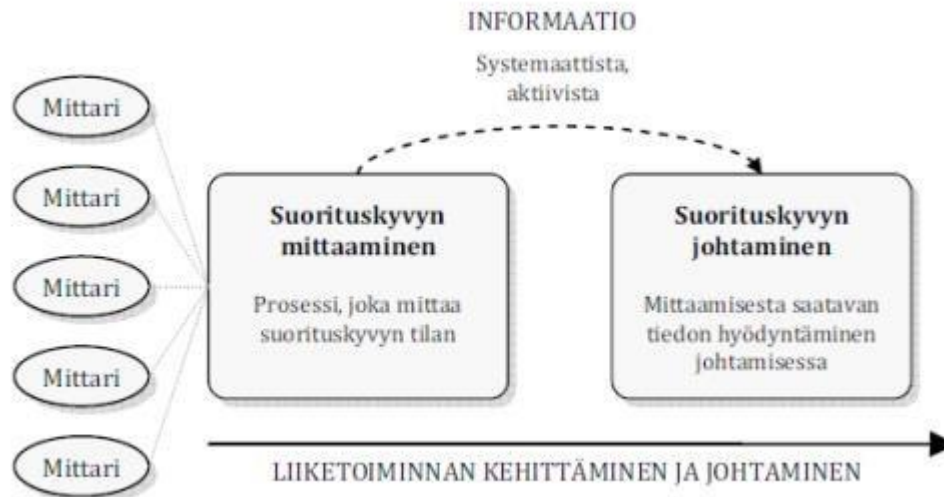 INFORMAATIO
Systemaattista,
aktiivista
Mittari
Mittari
Mittari
Mittari
Mittari
Suorituskyvyn
mittaaminen
Prosessi, joka mittaa
suorituskyvyn tilan
Suorituskyvyn
johtaminen
Mittaamisesta saatavan
tiedon hyödyntäminen
johtamisessa
LIIKETOIMINNAN KEHITTÄMINEN JA JOHTAMINEN